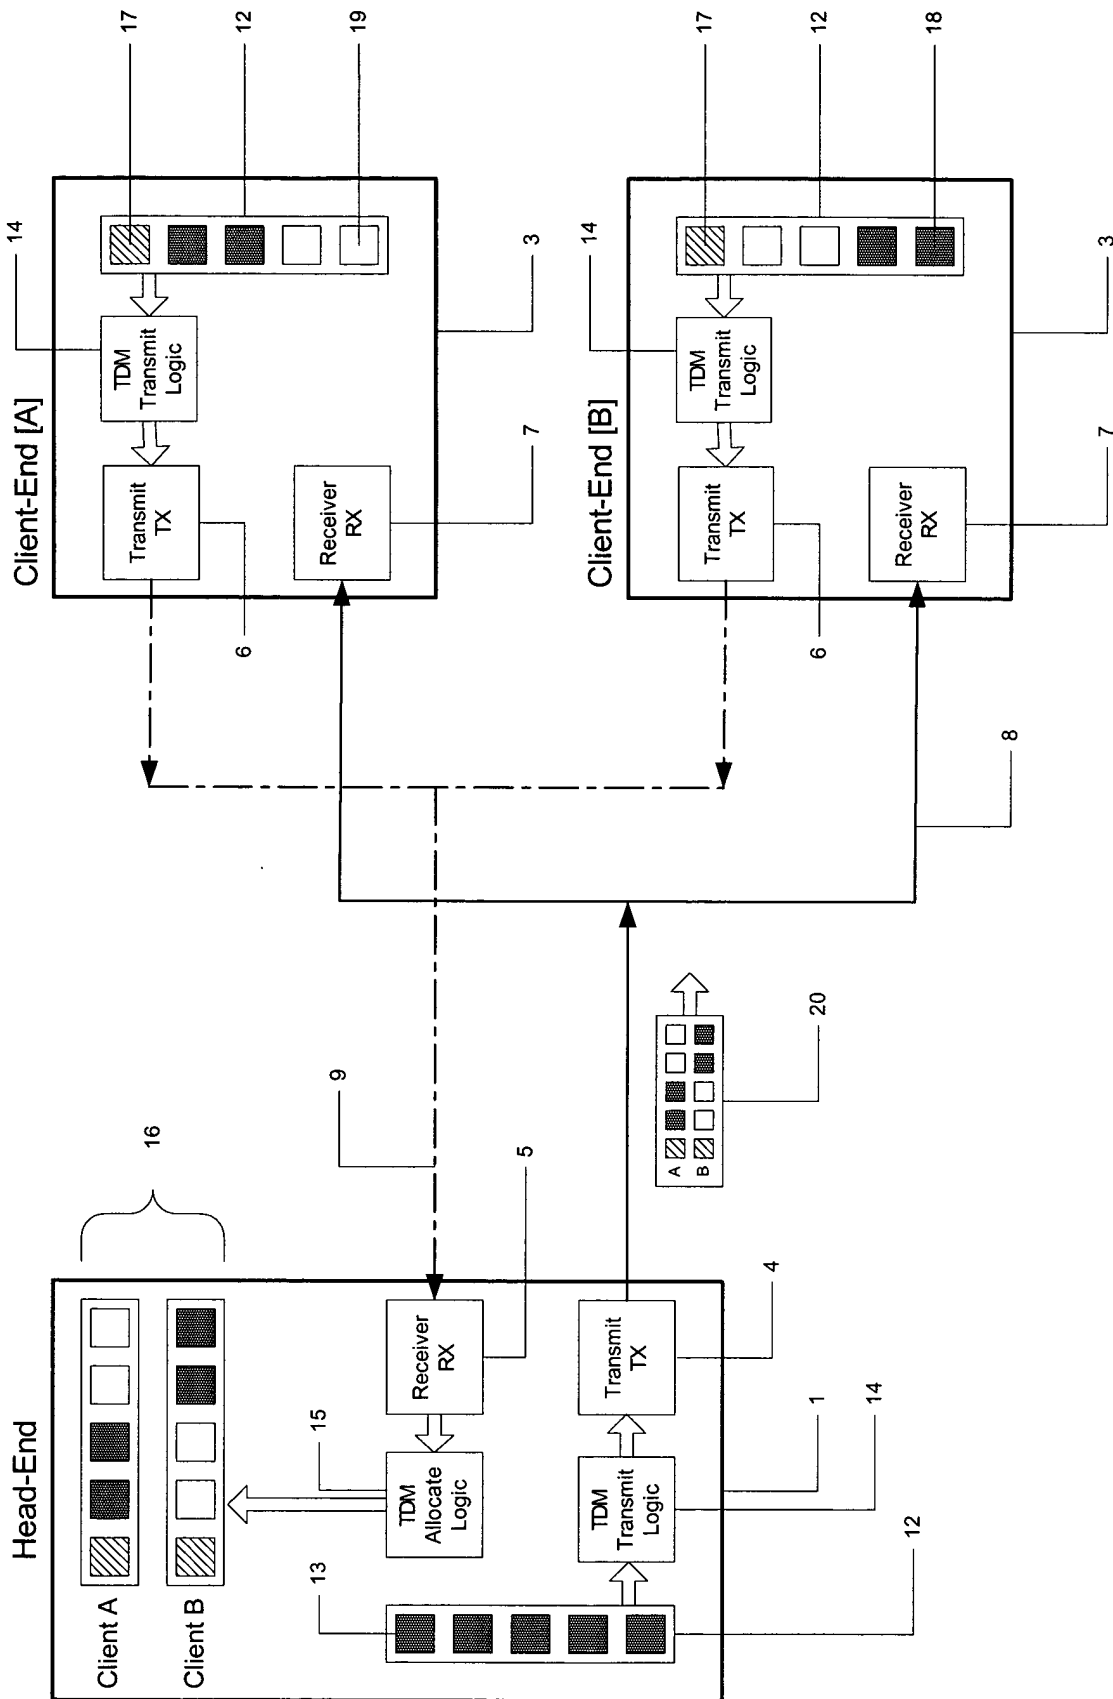 Head-End
Client A
Client B
16
13
15
TDM
Allocate
Logic
Receiver
RX
5
9
TDM
Transmit
Logic
Transmit
TX
4
1
14
12
A
B
20
Client-End [A]
14
17
12
19
Transmit
TX
TDM
Transmit
Logic
6
Receiver
RX
7
3
Client-End [B]
14
17
12
18
Transmit
TX
TDM
Transmit
Logic
6
Receiver
RX
7
3
8